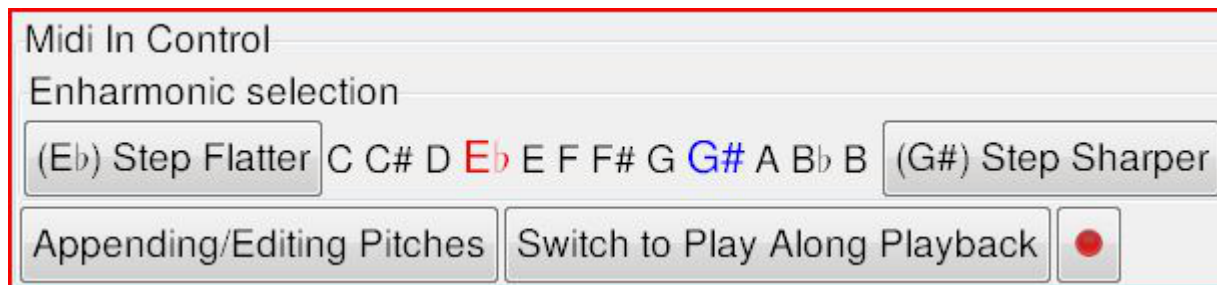 Midi In Control
Enharmonic selection
(E♭) Step Flatter C C# D E♭ E F F# G G# A B♭ B (G#) Step Sharper
Appending/Editing Pitches Switch to Play Along Playback